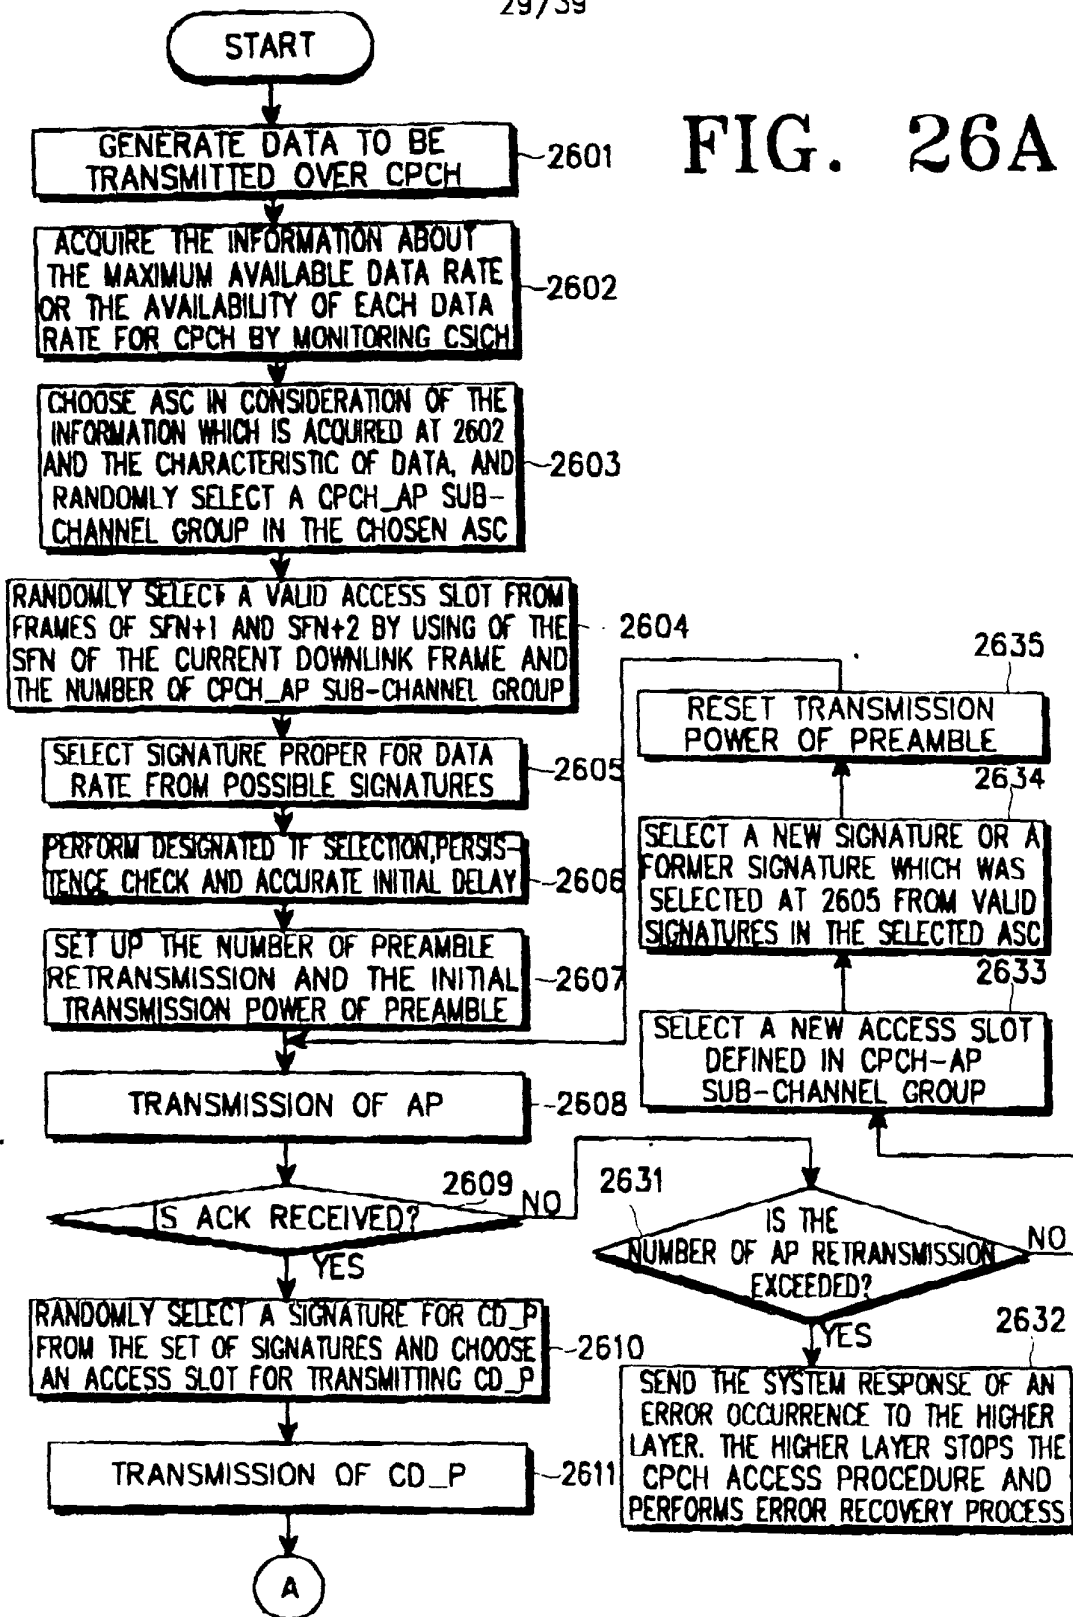 29/39
START
FIG. 26A
GENERATE DATA TO BE
TRANSMITTED OVER CPCH
2601
ACQUIRE THE INFORMATION ABOUT
THE MAXIMUM AVAILABLE DATA RATE
OR THE AVAILABILITY OF EACH DATA
RATE FOR CPCH BY MONITORING CSICH
2602
CHOOSE ASC IN CONSIDERATION OF THE
INFORMATION WHICH IS ACQUIRED AT 2602
AND THE CHARACTERISTIC OF DATA, AND
RANDOMLY SELECT A CPCH_AP SUB-
CHANNEL GROUP IN THE CHOSEN ASC
2603
RANDOMLY SELECT A VALID ACCESS SLOT FROM
FRAMES OF SFN+1 AND SFN+2 BY USING OF THE
SFN OF THE CURRENT DOWNLINK FRAME AND
THE NUMBER OF CPCH_AP SUB-CHANNEL GROUP
2604
SELECT SIGNATURE PROPER FOR DATA
RATE FROM POSSIBLE SIGNATURES
2605
PERFORM DESIGNATED TF SELECTION,PERSIS-
TENCE CHECK AND ACCURATE INITIAL DELAY
2606
SET UP THE NUMBER OF PREAMBLE
RETRANSMISSION AND THE INITIAL
TRANSMISSION POWER OF PREAMBLE
2607
TRANSMISSION OF AP
2608
IS ACK RECEIVED?
2609
NO
YES
RANDOMLY SELECT A SIGNATURE FOR CD_P
FROM THE SET OF SIGNATURES AND CHOOSE
AN ACCESS SLOT FOR TRANSMITTING CD_P
2610
TRANSMISSION OF CD_P
2611
A
2635
RESET TRANSMISSION
POWER OF PREAMBLE
2634
SELECT A NEW SIGNATURE OR A
FORMER SIGNATURE WHICH WAS
SELECTED AT 2605 FROM VALID
SIGNATURES IN THE SELECTED ASC
2633
SELECT A NEW ACCESS SLOT
DEFINED IN CPCH-AP
SUB-CHANNEL GROUP
2631
IS THE
NUMBER OF AP RETRANSMISSION
EXCEEDED?
NO
YES
2632
SEND THE SYSTEM RESPONSE OF AN
ERROR OCCURRENCE TO THE HIGHER
LAYER. THE HIGHER LAYER STOPS THE
CPCH ACCESS PROCEDURE AND
PERFORMS ERROR RECOVERY PROCESS